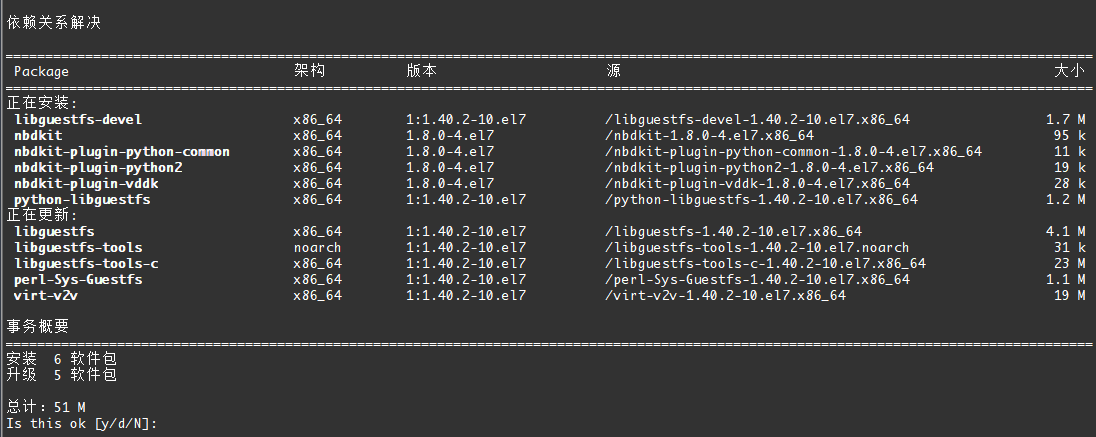 依赖关系解决
================================================================================
Package 架构 版本 源 大小
================================================================================
正在安装:
libguestfs-devel x86_64 1:1.40.2-10.el7 /libguestfs-devel-1.40.2-10.el7.x86_64 1.7 M
nbdkit x86_64 1.8.0-4.el7 /nbdkit-1.8.0-4.el7.x86_64 95 k
nbdkit-plugin-python-common x86_64 1.8.0-4.el7 /nbdkit-plugin-python-common-1.8.0-4.el7.x86_64 11 k
nbdkit-plugin-python2 x86_64 1.8.0-4.el7 /nbdkit-plugin-python2-1.8.0-4.el7.x86_64 19 k
nbdkit-plugin-vddk x86_64 1.8.0-4.el7 /nbdkit-plugin-vddk-1.8.0-4.el7.x86_64 28 k
python-libguestfs x86_64 1:1.40.2-10.el7 /python-libguestfs-1.40.2-10.el7.x86_64 1.2 M
正在更新:
libguestfs x86_64 1:1.40.2-10.el7 /libguestfs-1.40.2-10.el7.x86_64 4.1 M
libguestfs-tools noarch 1:1.40.2-10.el7 /libguestfs-tools-1.40.2-10.el7.noarch 31 k
libguestfs-tools-c x86_64 1:1.40.2-10.el7 /libguestfs-tools-c-1.40.2-10.el7.x86_64 23 M
perl-Sys-Guestfs x86_64 1:1.40.2-10.el7 /perl-Sys-Guestfs-1.40.2-10.el7.x86_64 1.1 M
virt-v2v x86_64 1:1.40.2-10.el7 /virt-v2v-1.40.2-10.el7.x86_64 19 M
事务概要
================================================================================
安装 6 软件包
升级 5 软件包
总计：51 M
Is this ok [y/d/N]: